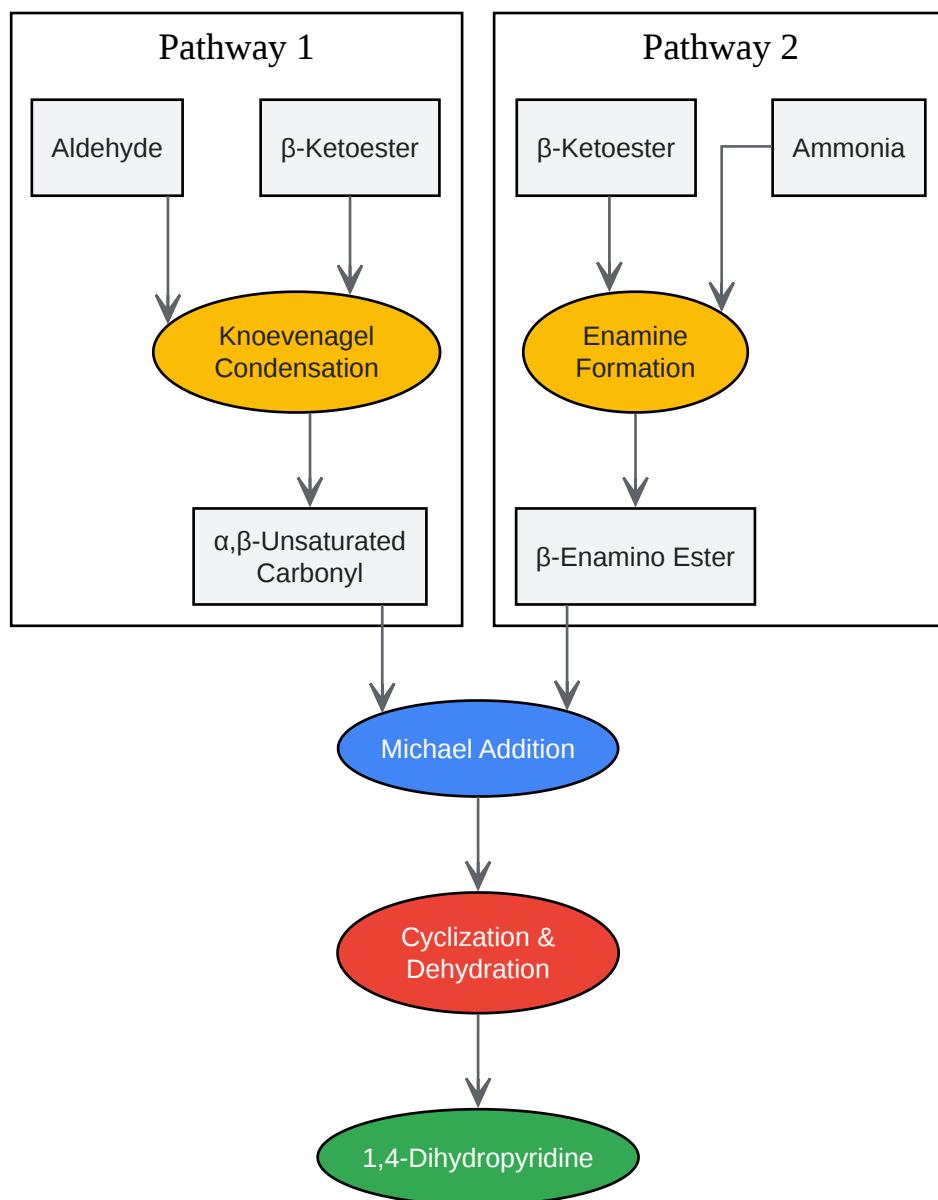 Pathway 1
Aldehyde
β-Ketoester
Knoevenagel
Condensation
α,β-Unsaturated
Carbonyl
Pathway 2
β-Ketoester
Ammonia
Enamine
Formation
β-Enamino Ester
Michael Addition
Cyclization &
Dehydration
1,4-Dihydropyridine